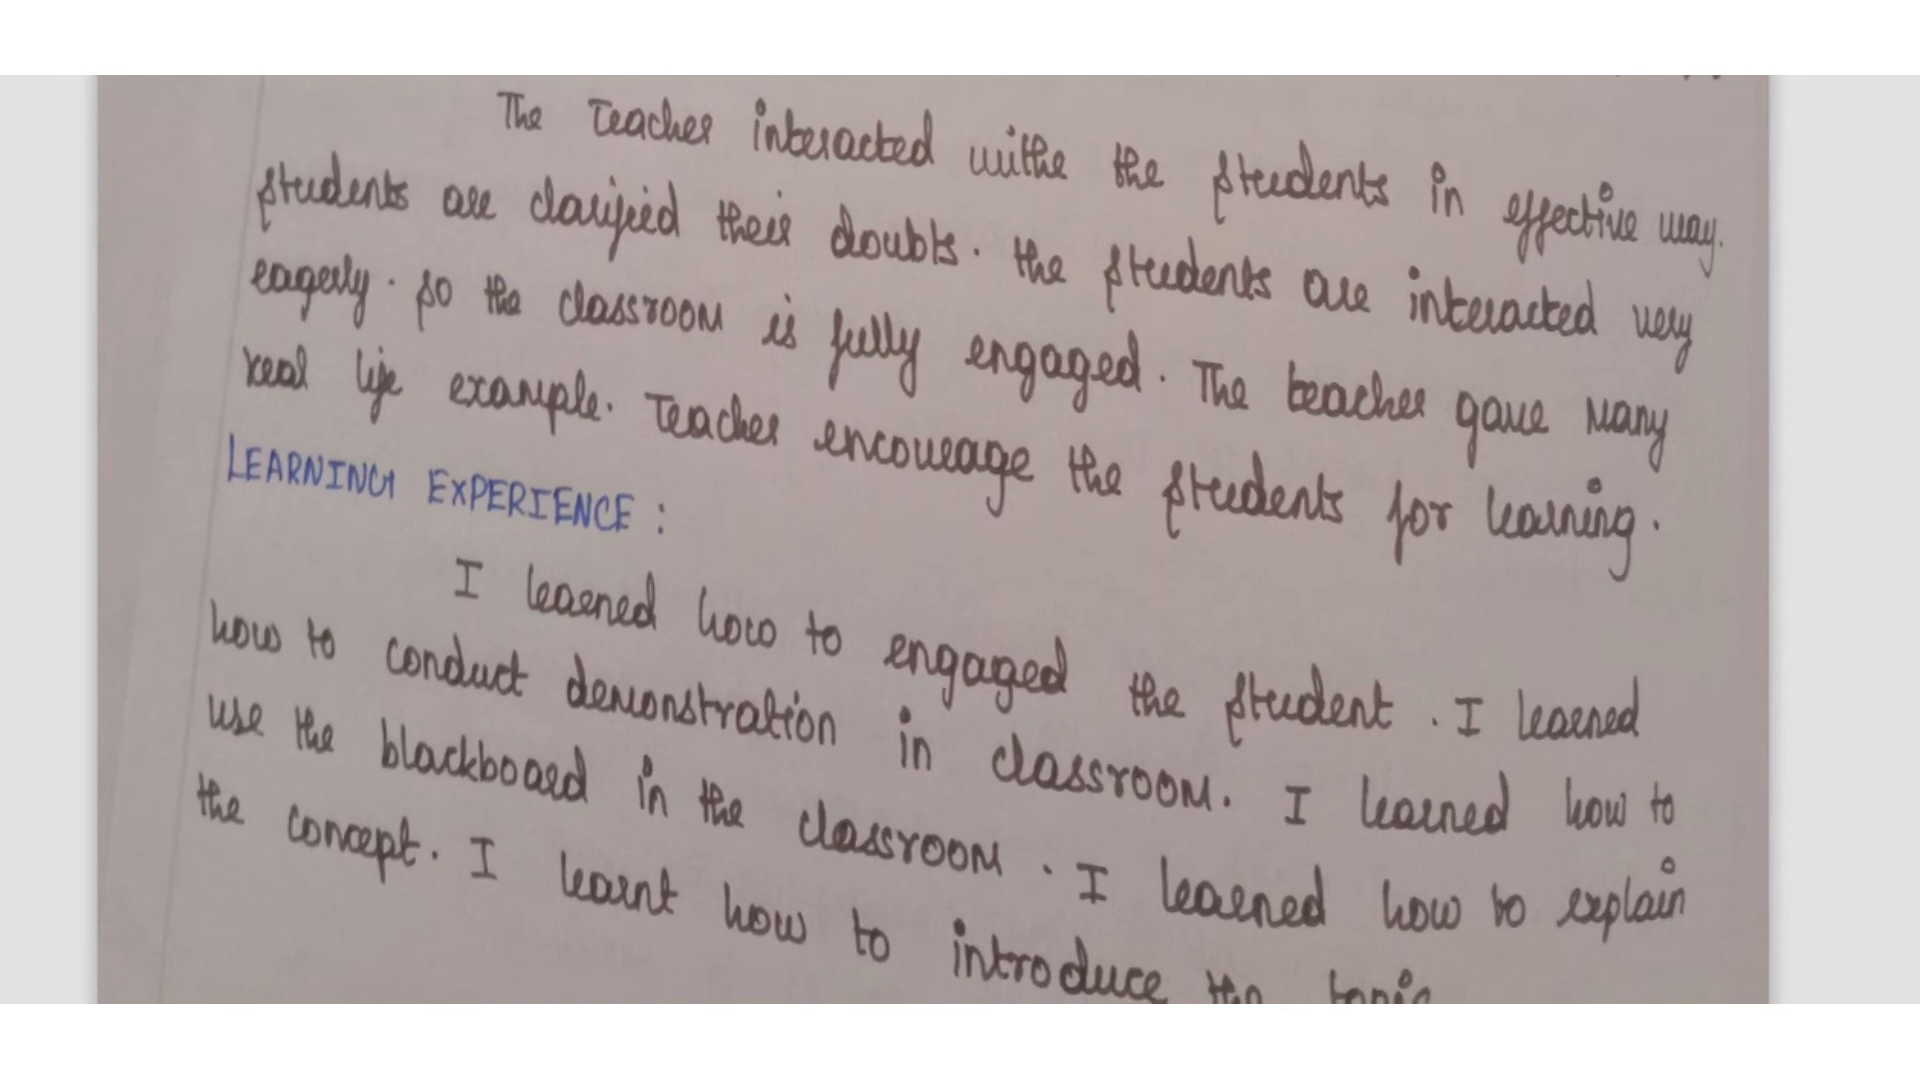 The Teacher interacted withe the students in effective way.
students are clarified their doubts. the students are interacted very
eagerly. so the classroom is fully engaged. The teacher gave many
real life example. Teacher encourage the students for learning.
LEARNING EXPERIENCE :
I learned how to engaged the student. I learned
how to conduct demonstration in classroom. I learned how to
use the blackboard in the classroom. I learned how to explain
the concept. I learnt how to introduce the topic